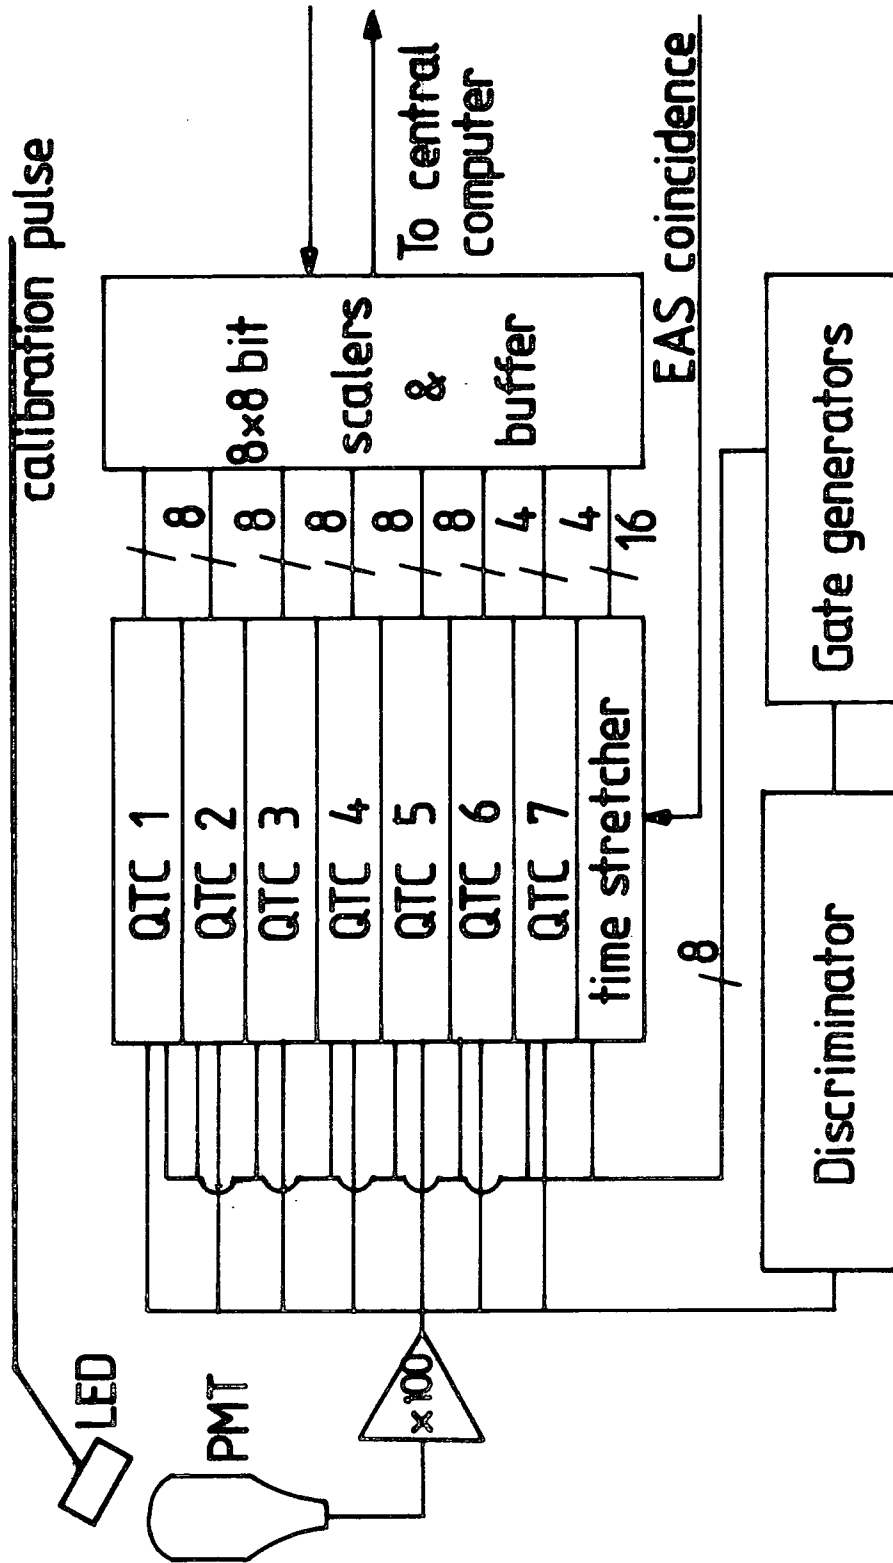 calibration pulse
LED
PMT
×100
QTC 1
QTC 2
QTC 3
QTC 4
QTC 5
QTC 6
QTC 7
time stretcher
8
8
8
8
8
4
4
16
8×8 bit
scalers
&
buffer
To central
computer
EAS coincidence
8
Discriminator
Gate generators